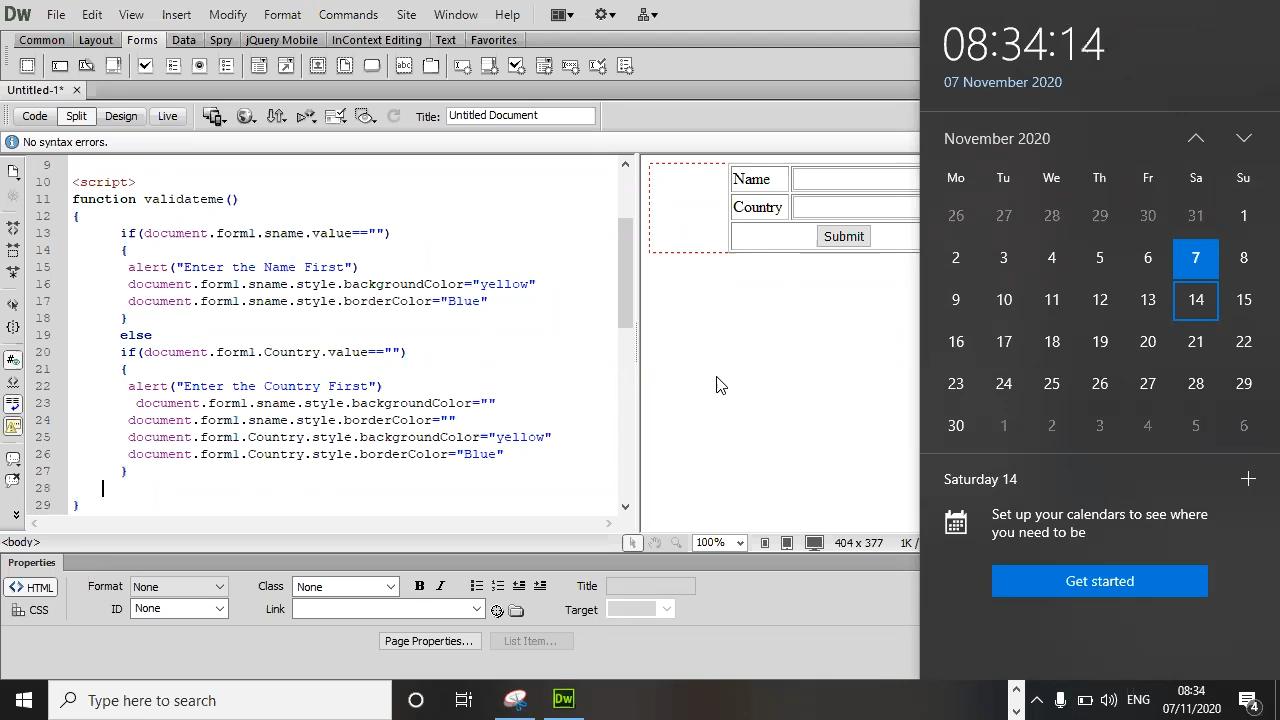 Dw File Edit View Insert Modify Format Commands Site Window Help
Common Layout Forms Data Spry jQuery Mobile InContext Editing Text Favorites
Untitled-1* ×
Code Split Design Live Title: Untitled Document
No syntax errors.
9
10 <script>
11 function validateme()
12 {
13 if(document.form1.sname.value=="")
14 {
15 alert("Enter the Name First")
16 document.form1.sname.style.backgroundColor="yellow"
17 document.form1.sname.style.borderColor="Blue"
18 }
19 else
20 if(document.form1.Country.value=="")
21 {
22 alert("Enter the Country First")
23 document.form1.sname.style.backgroundColor=""
24 document.form1.sname.style.borderColor=""
25 document.form1.Country.style.backgroundColor="yellow"
26 document.form1.Country.style.borderColor="Blue"
27 }
28
29 }
Name
Country
Submit
<body>
100% 404 x 377 1K /
Properties
<> HTML Format None Class None B I Title
CSS ID None Link Target
Page Properties... List Item...
08:34:14
07 November 2020
November 2020
Mo Tu We Th Fr Sa Su
26 27 28 29 30 31 1
2 3 4 5 6 7 8
9 10 11 12 13 14 15
16 17 18 19 20 21 22
23 24 25 26 27 28 29
30 1 2 3 4 5 6
Saturday 14
Set up your calendars to see where
you need to be
Get started
Type here to search
Dw
ENG
08:34
07/11/2020
4